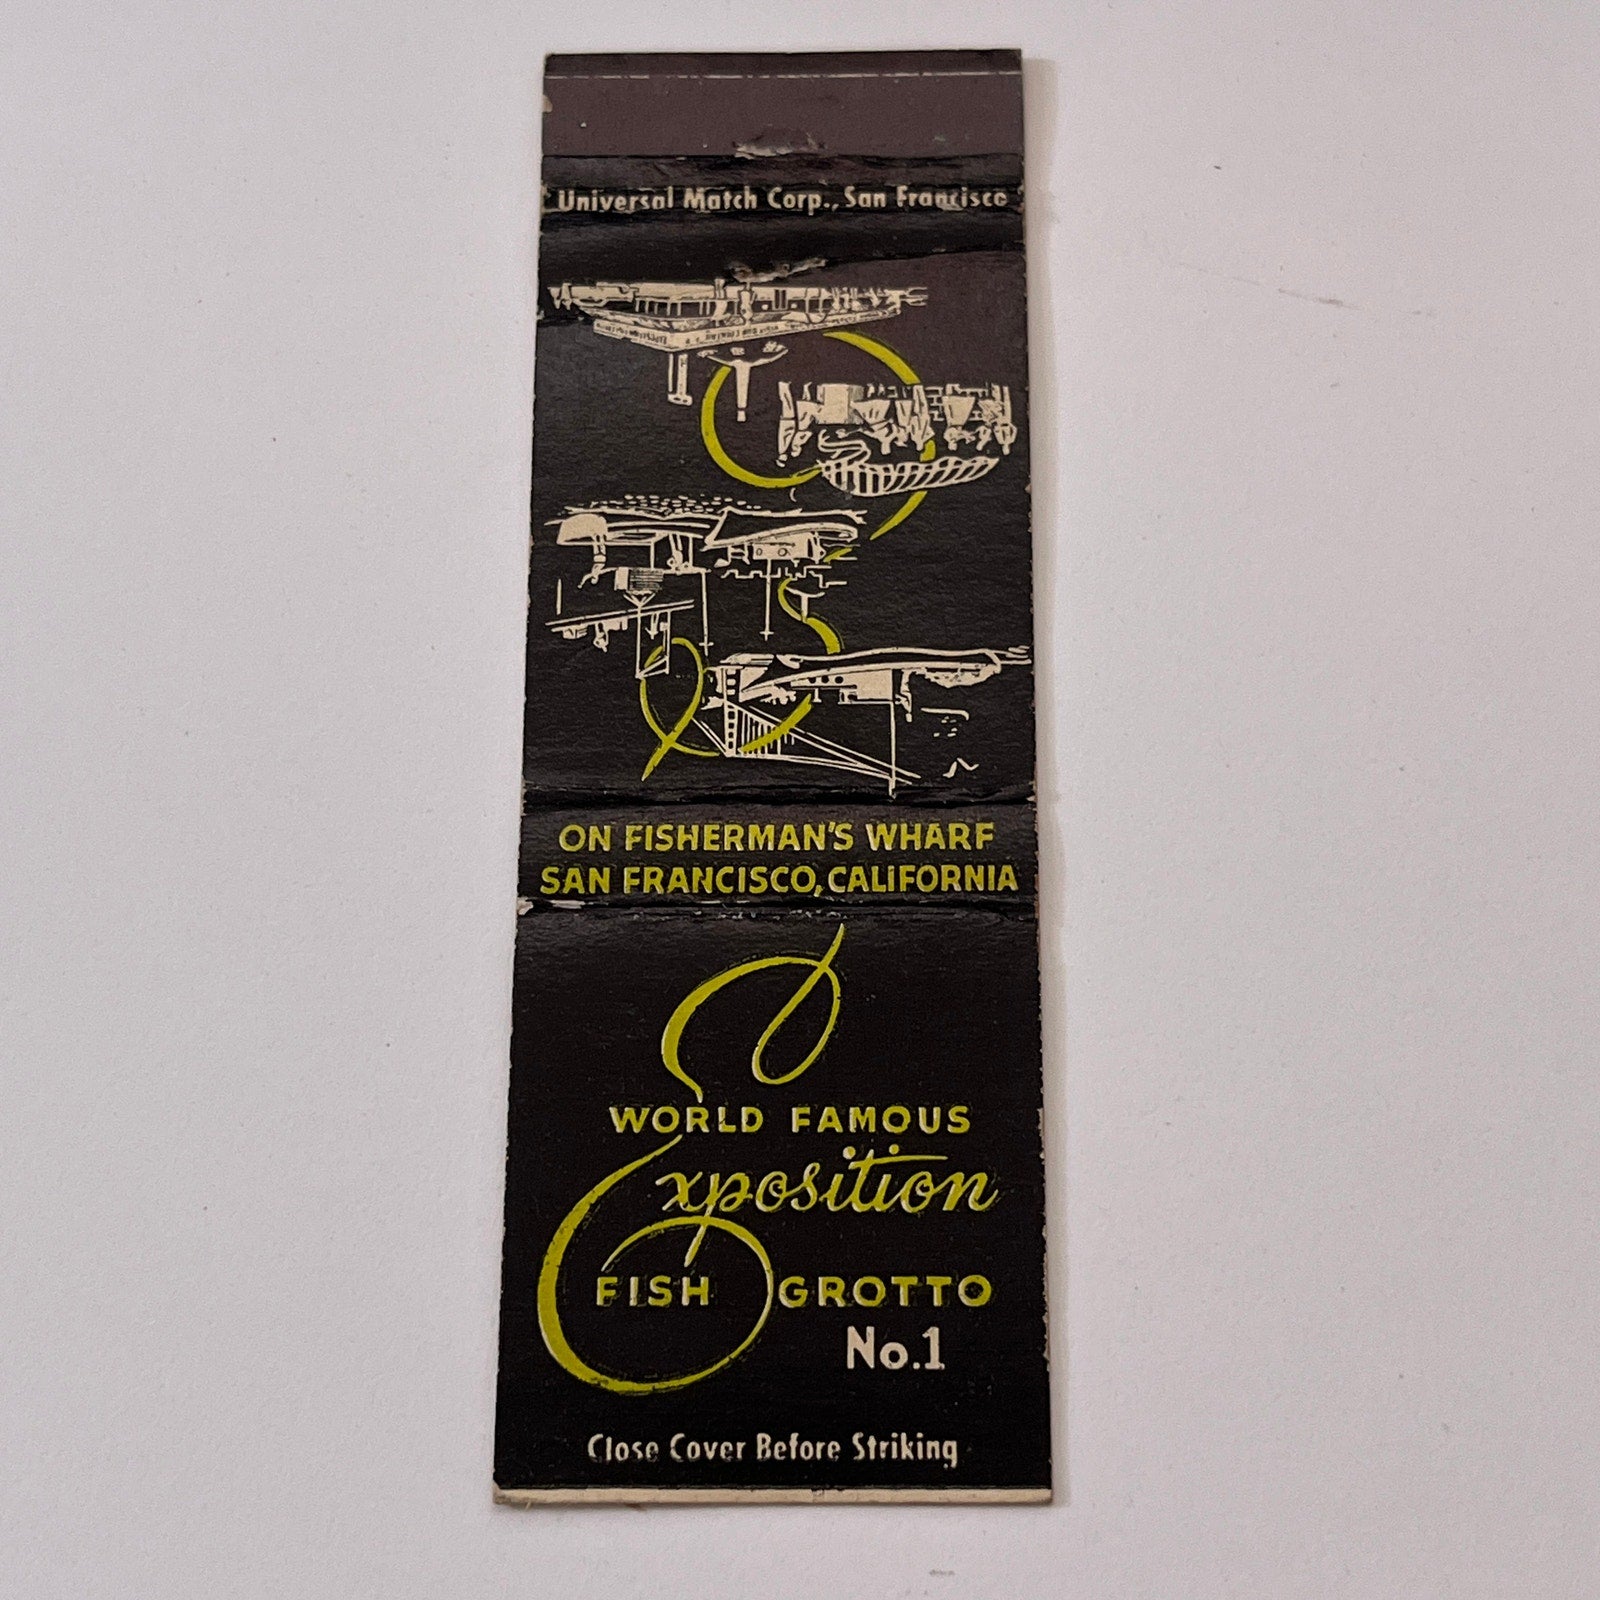 Universal Match Corp., San Francisco
ON FISHERMAN'S WHARF
SAN FRANCISCO, CALIFORNIA
WORLD FAMOUS
Exposition
FISH GROTTO
No.1
Close Cover Before Striking